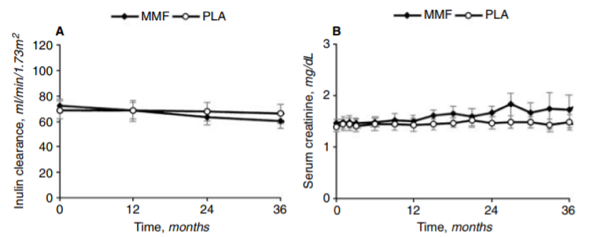 MMF PLA
A
Inulin clearance, ml/min/1.73m²
120
100
80
60
40
20
0
0 12 24 36
Time, months
MMF PLA
B
Serum creatinine, mg/dL
3
2
1
0
0 12 24 36
Time, months